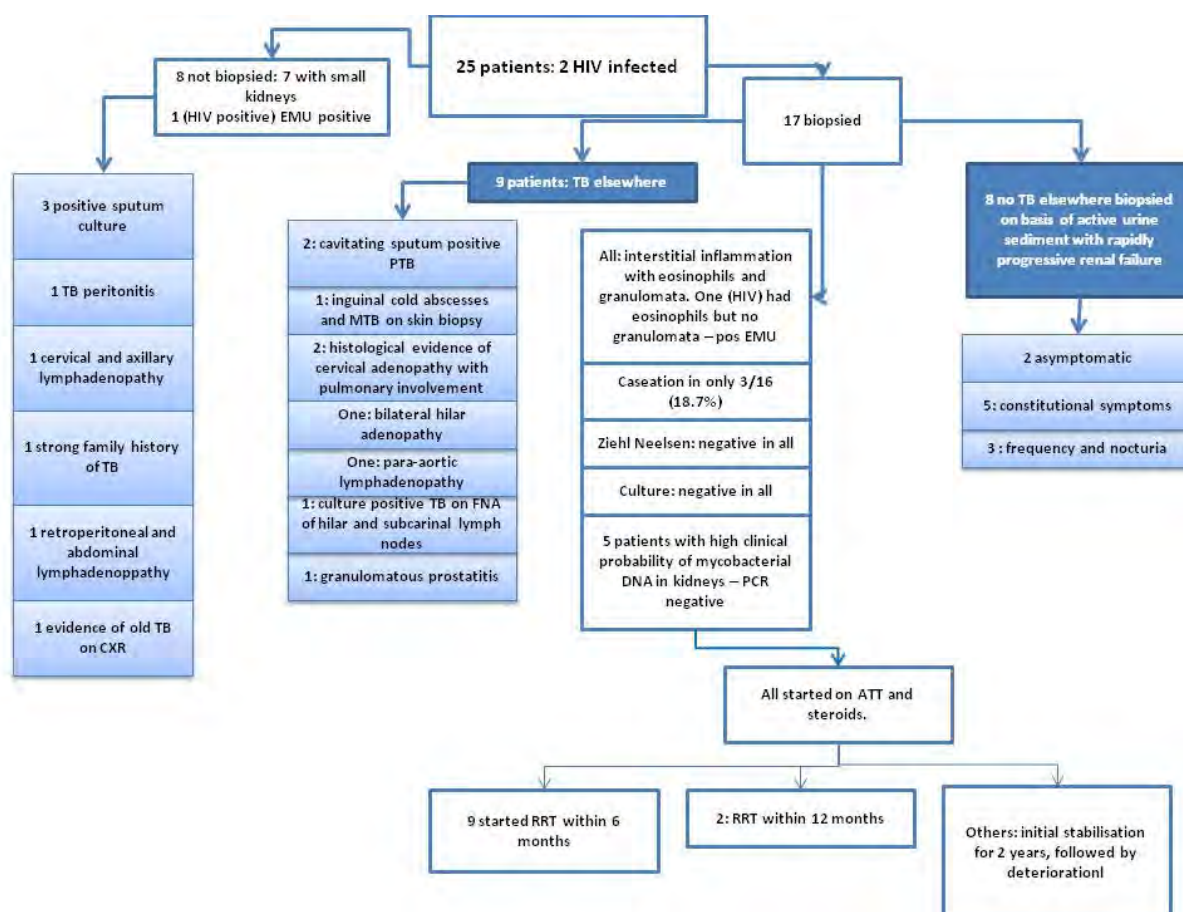 25 patients: 2 HIV infected
8 not biopsied: 7 with small
kidneys
1 (HIV positive) EMU positive
17 biopsied
3 positive sputum
culture
1 TB peritonitis
1 cervical and axillary
lymphadenopathy
1 strong family history
of TB
1 retroperitoneal and
abdominal
lymphadenoppathy
1 evidence of old TB
on CXR
9 patients: TB elsewhere
2: cavitating sputum positive
PTB
1: inguinal cold abscesses
and MTB on skin biopsy
2: histological evidence of
cervical adenopathy with
pulmonary involvement
One: bilateral hilar
adenopathy
One: para-aortic
lymphadenopathy
1: culture positive TB on FNA
of hilar and subcarinal lymph
nodes
1: granulomatous prostatitis
All: interstitial inflammation
with eosinophils and
granulomata. One (HIV) had
eosinophils but no
granulomata – pos EMU
Caseation in only 3/16
(18.7%)
Ziehl Neelsen: negative in all
Culture: negative in all
5 patients with high clinical
probability of mycobacterial
DNA in kidneys – PCR
negative
8 no TB elsewhere biopsied
on basis of active urine
sediment with rapidly
progressive renal failure
2 asymptomatic
5: constitutional symptoms
3 : frequency and nocturia
All started on ATT and
steroids.
9 started RRT within 6
months
2: RRT within 12 months
Others: initial stabilisation
for 2 years, followed by
deteriorationl